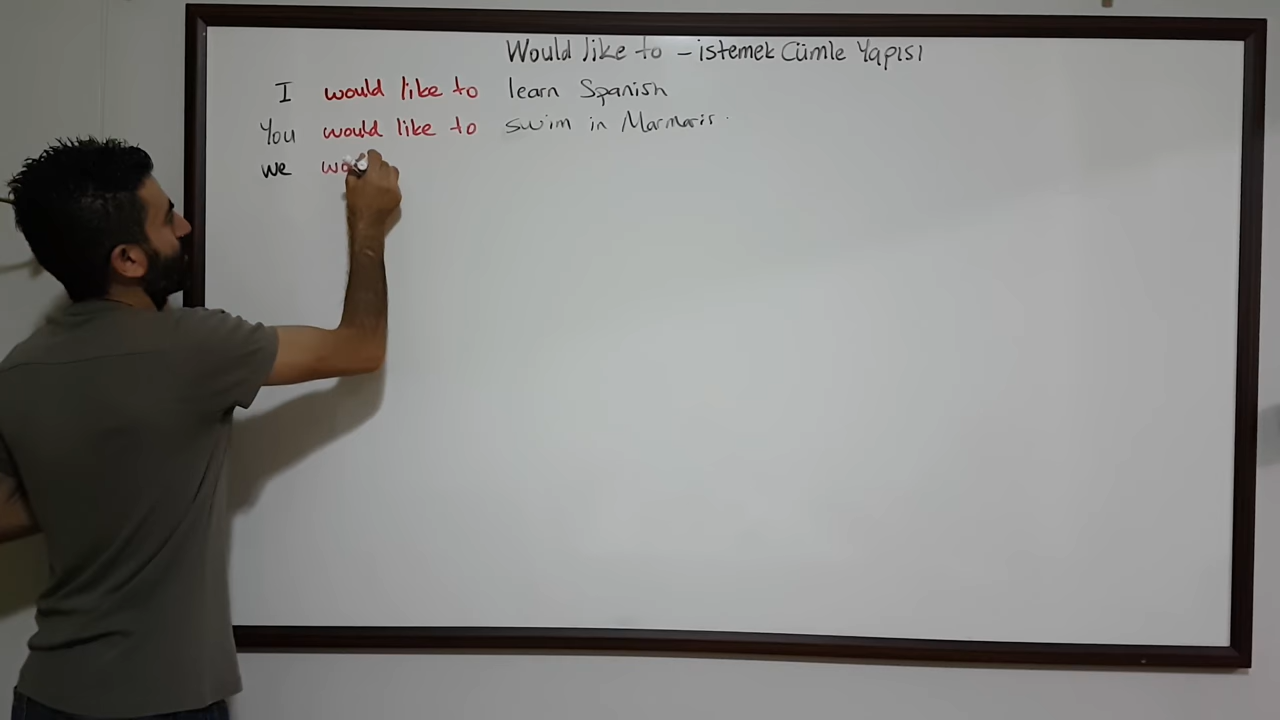 Would like to - istemek Cümle Yapısı
I would like to learn Spanish
You would like to swim in Marmaris.
we wo